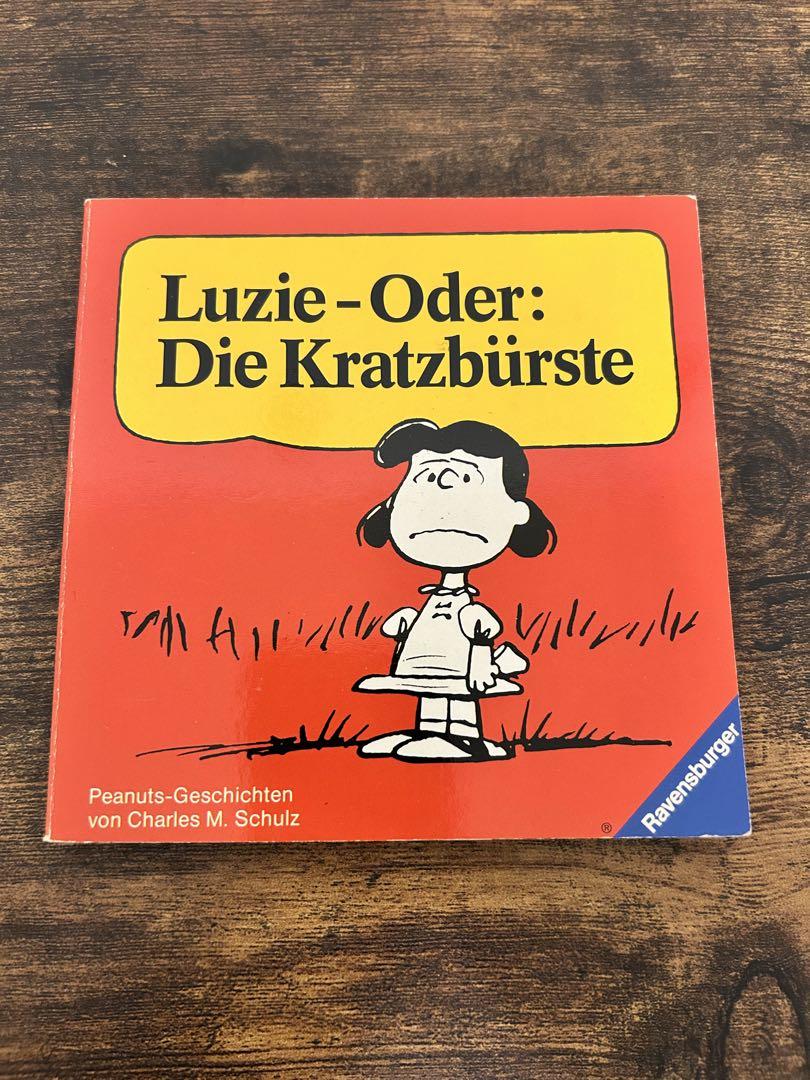 Luzie – Oder:
Die Kratzbürste
Peanuts-Geschichten
von Charles M. Schulz
®
Ravensburger